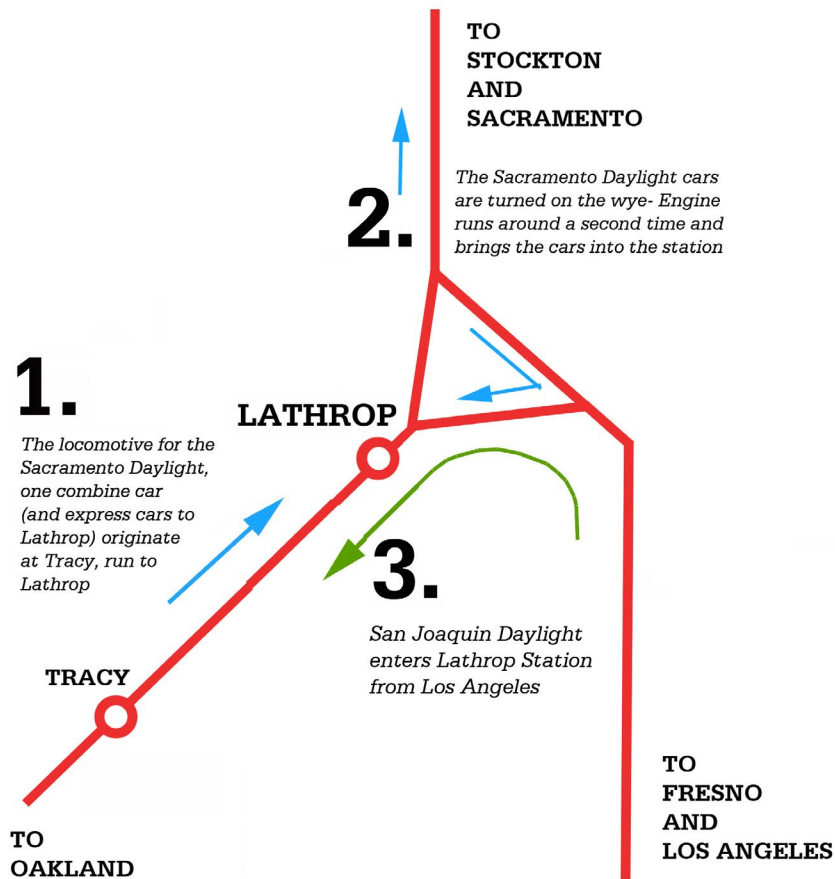 TO
STOCKTON
AND
SACRAMENTO
The Sacramento Daylight cars
are turned on the wye- Engine
runs around a second time and
brings the cars into the station
2.
1.
LATHROP
The locomotive for the
Sacramento Daylight,
one combine car
(and express cars to
Lathrop) originate
at Tracy, run to
Lathrop
3.
San Joaquin Daylight
enters Lathrop Station
from Los Angeles
TRACY
TO
FRESNO
AND
LOS ANGELES
TO
OAKLAND